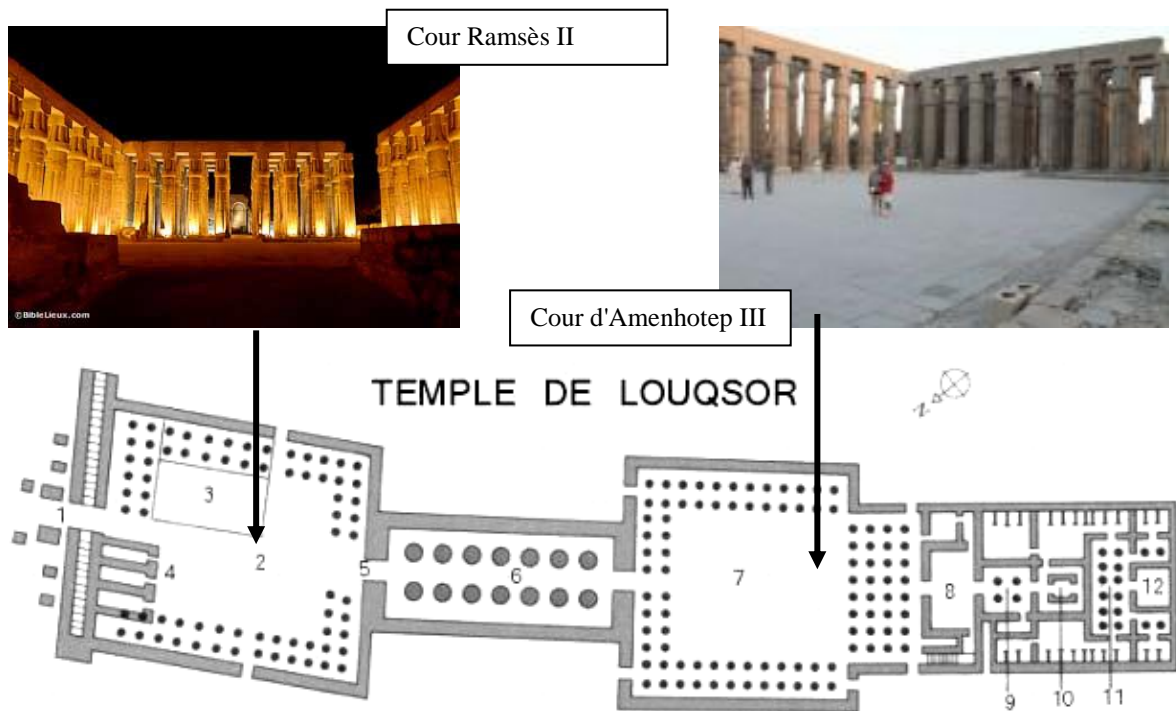 Cour Ramsès II
©BibleLieux.com
Cour d'Amenhotep III
TEMPLE DE LOUQSOR
N
1
2
3
4
5
6
7
8
9
10
11
12